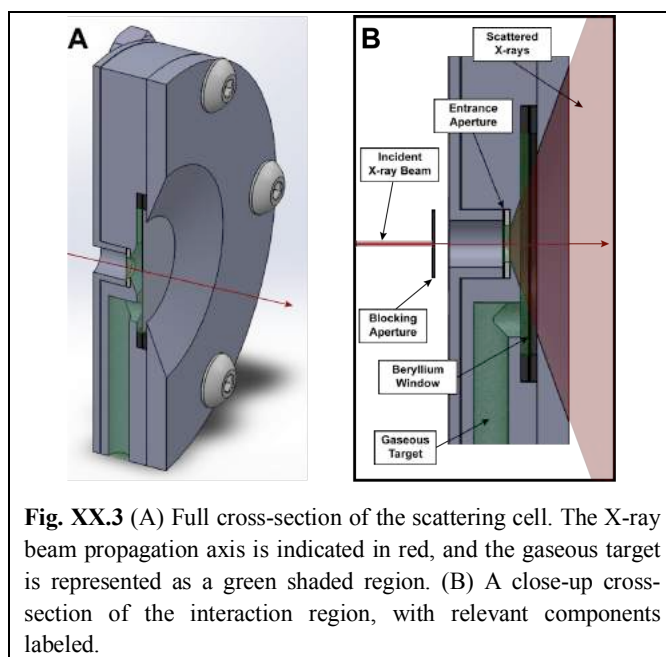 A
B
Scattered
X-rays
Entrance
Aperture
Incident
X-ray Beam
Blocking
Aperture
Beryllium
Window
Gaseous
Target
Fig. XX.3 (A) Full cross-section of the scattering cell. The X-ray
beam propagation axis is indicated in red, and the gaseous target
is represented as a green shaded region. (B) A close-up cross-
section of the interaction region, with relevant components
labeled.